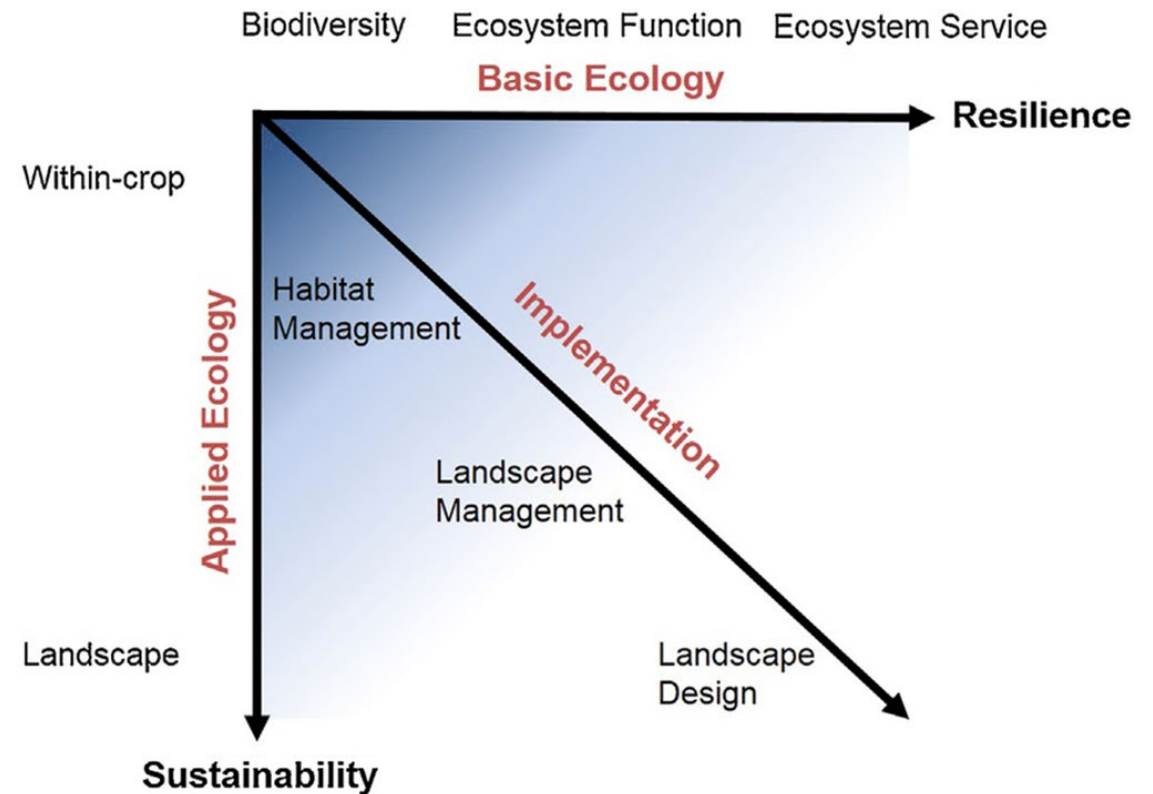 Biodiversity Ecosystem Function Ecosystem Service
Basic Ecology
Resilience
Within-crop
Applied Ecology
Habitat
Management
Implementation
Landscape
Management
Landscape
Landscape
Design
Sustainability